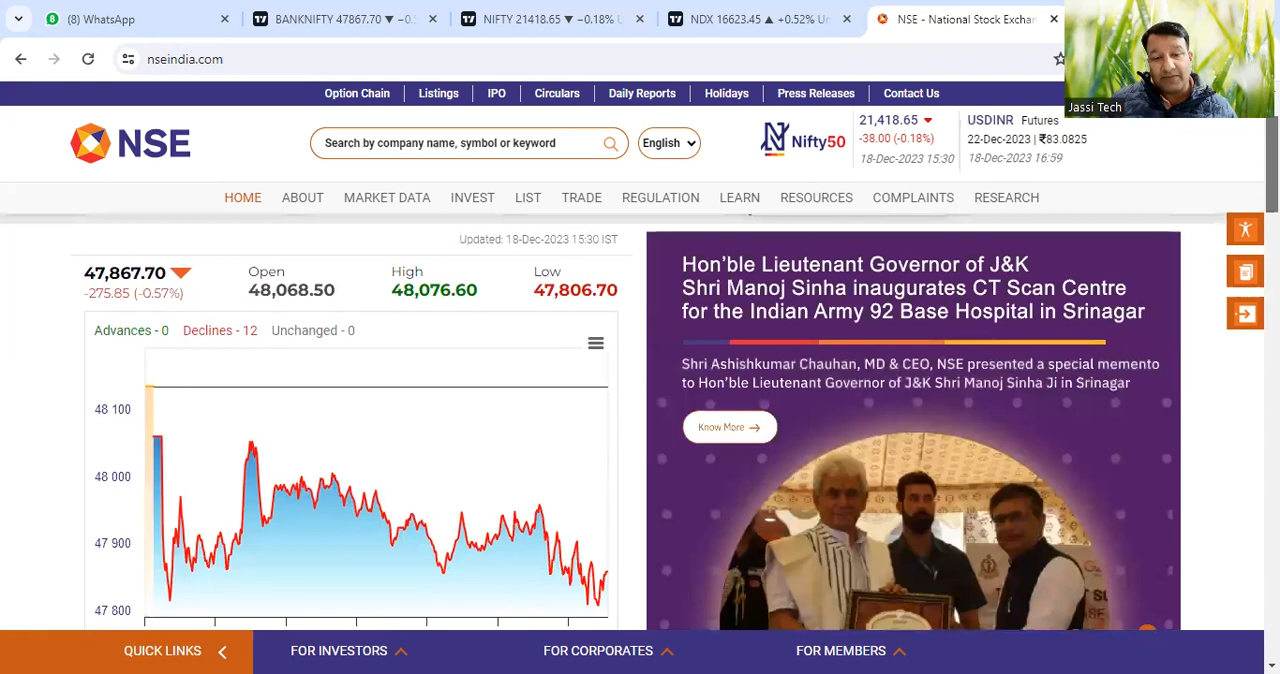 (8) WhatsApp
BANKNIFTY 47867.70 ▼ −0.5
NIFTY 21418.65 ▼ −0.18% U
NDX 16623.45 ▲ +0.52% Un
NSE - National Stock Exchan
nseindia.com
Jassi Tech
Option Chain
Listings
IPO
Circulars
Daily Reports
Holidays
Press Releases
Contact Us
NSE
Search by company name, symbol or keyword
English
Nifty50
21,418.65
-38.00 (-0.18%)
18-Dec-2023 15:30
USDINR Futures
22-Dec-2023 | ₹83.0825
18-Dec-2023 16:59
HOME
ABOUT
MARKET DATA
INVEST
LIST
TRADE
REGULATION
LEARN
RESOURCES
COMPLAINTS
RESEARCH
Updated: 18-Dec-2023 15:30 IST
47,867.70
-275.85 (-0.57%)
Open
48,068.50
High
48,076.60
Low
47,806.70
Advances - 0
Declines - 12
Unchanged - 0
48 100
48 000
47 900
47 800
Hon’ble Lieutenant Governor of J&K
Shri Manoj Sinha inaugurates CT Scan Centre
for the Indian Army 92 Base Hospital in Srinagar
Shri Ashishkumar Chauhan, MD & CEO, NSE presented a special memento
to Hon’ble Lieutenant Governor of J&K Shri Manoj Sinha Ji in Srinagar
Know More →
QUICK LINKS
FOR INVESTORS
FOR CORPORATES
FOR MEMBERS